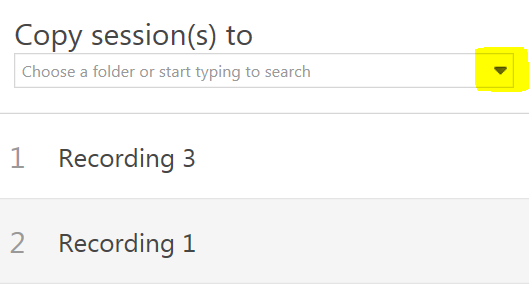 Copy session(s) to
Choose a folder or start typing to search
1 Recording 3
2 Recording 1